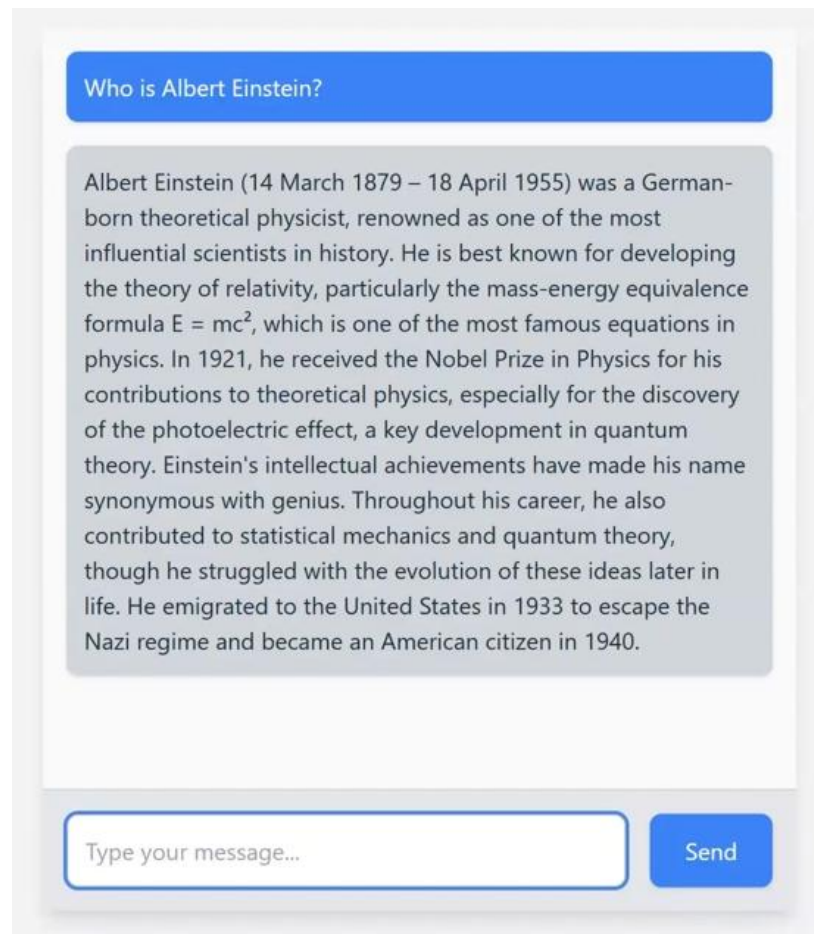 Who is Albert Einstein?
Albert Einstein (14 March 1879 – 18 April 1955) was a German-
born theoretical physicist, renowned as one of the most
influential scientists in history. He is best known for developing
the theory of relativity, particularly the mass-energy equivalence
formula E = mc², which is one of the most famous equations in
physics. In 1921, he received the Nobel Prize in Physics for his
contributions to theoretical physics, especially for the discovery
of the photoelectric effect, a key development in quantum
theory. Einstein's intellectual achievements have made his name
synonymous with genius. Throughout his career, he also
contributed to statistical mechanics and quantum theory,
though he struggled with the evolution of these ideas later in
life. He emigrated to the United States in 1933 to escape the
Nazi regime and became an American citizen in 1940.
Type your message...
Send